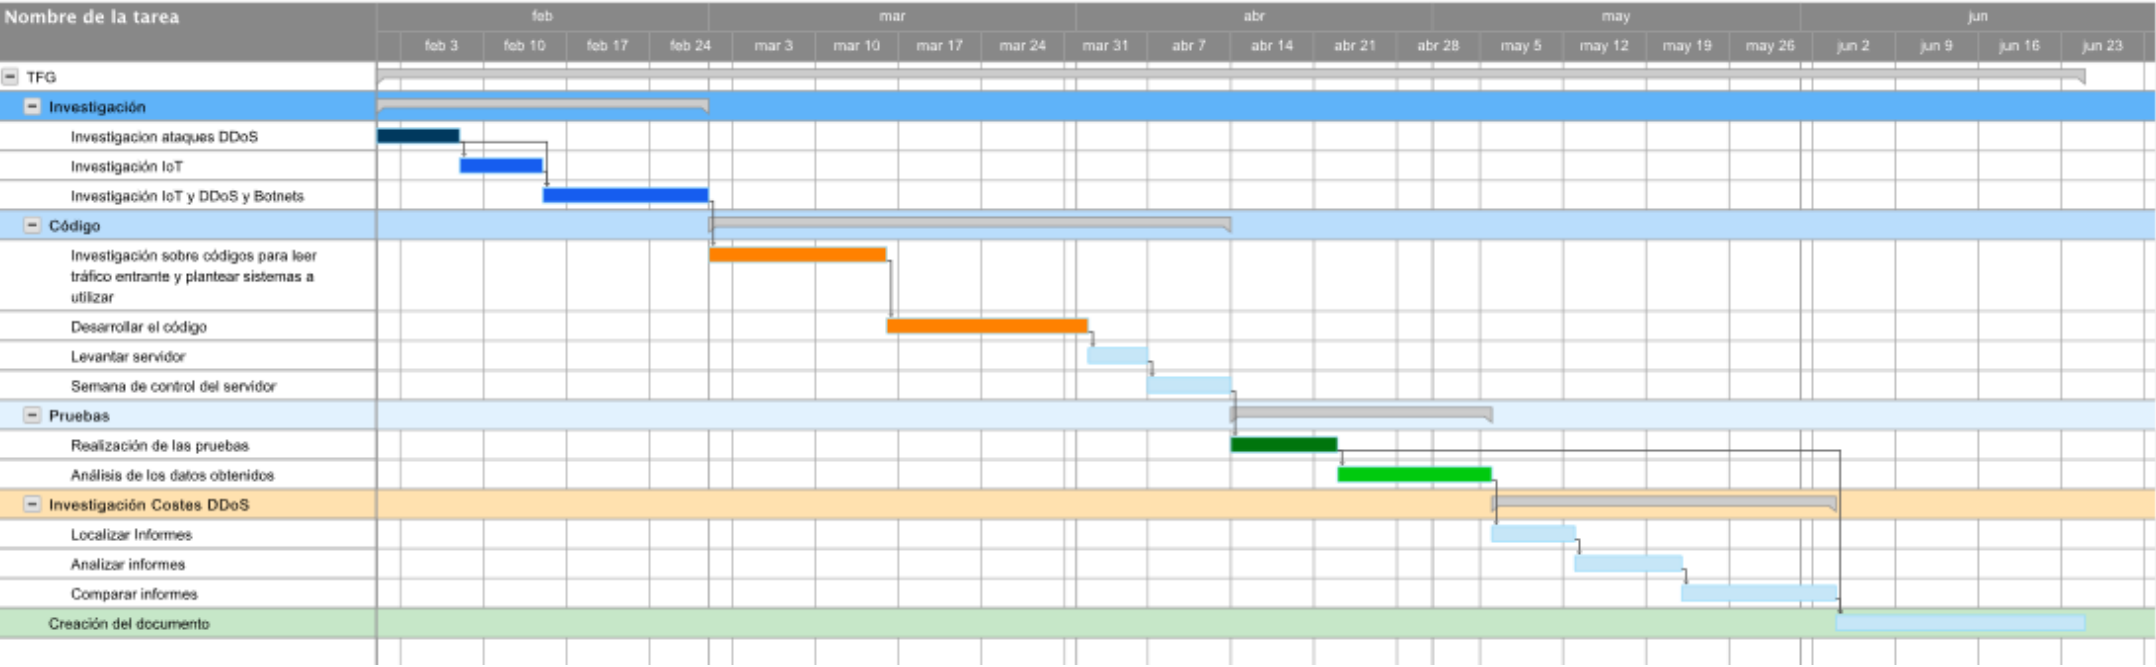 Nombre de la tarea
feb mar abr may jun
feb 3 feb 10 feb 17 feb 24 mar 3 mar 10 mar 17 mar 24 mar 31 abr 7 abr 14 abr 21 abr 28 may 5 may 12 may 19 may 26 jun 2 jun 9 jun 16 jun 23
TFG
Investigación
Investigacion ataques DDoS
Investigación IoT
Investigación IoT y DDoS y Botnets
Código
Investigación sobre códigos para leer
tráfico entrante y plantear sistemas a
utilizar
Desarrollar el código
Levantar servidor
Semana de control del servidor
Pruebas
Realización de las pruebas
Análisis de los datos obtenidos
Investigación Costes DDoS
Localizar Informes
Analizar informes
Comparar informes
Creación del documento